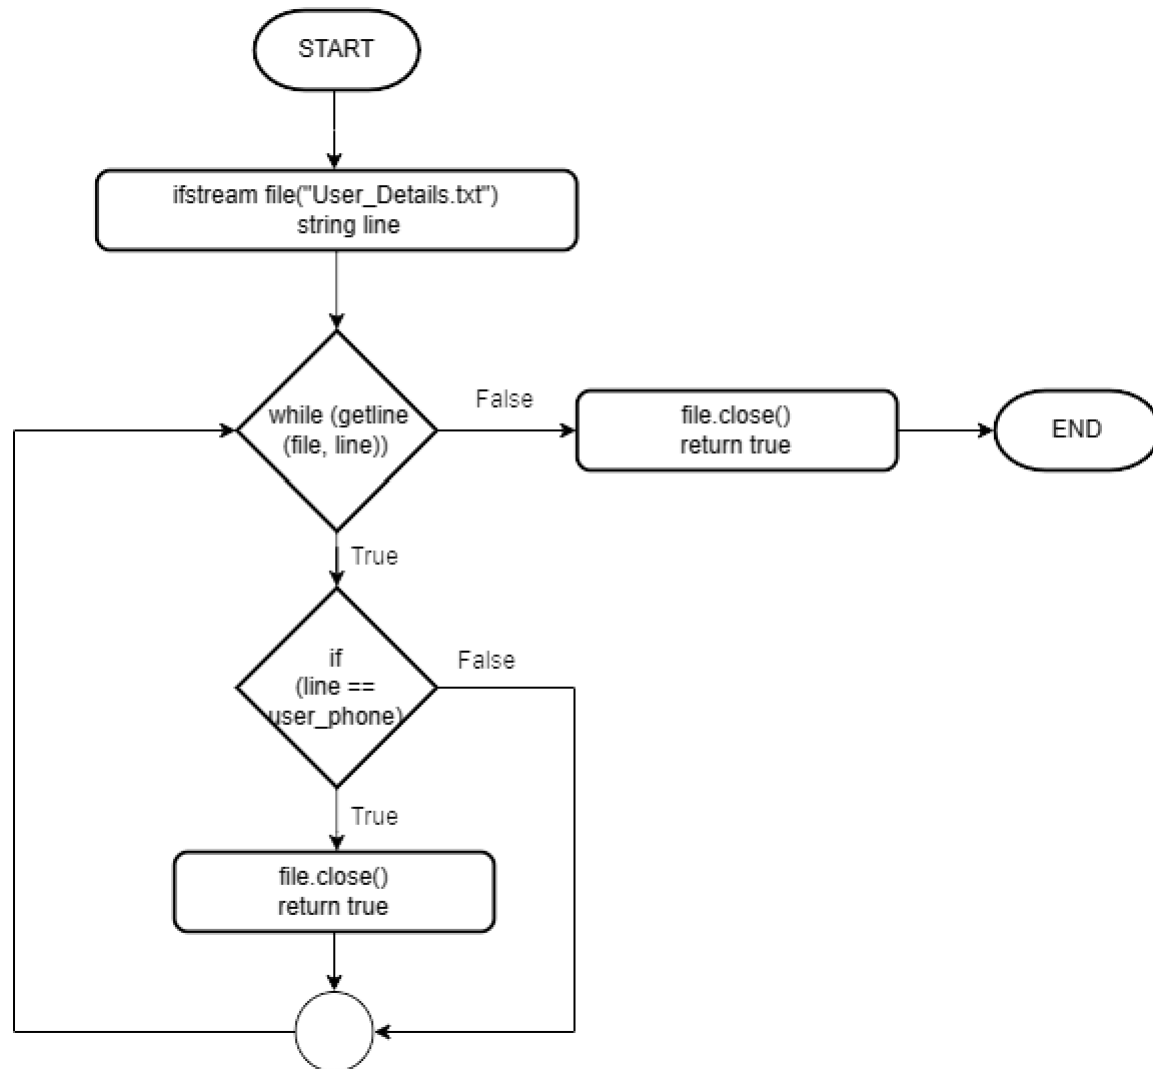 START
ifstream file("User_Details.txt")
string line
while (getline
(file, line))
False
file.close()
return true
END
True
if
(line ==
user_phone)
False
True
file.close()
return true